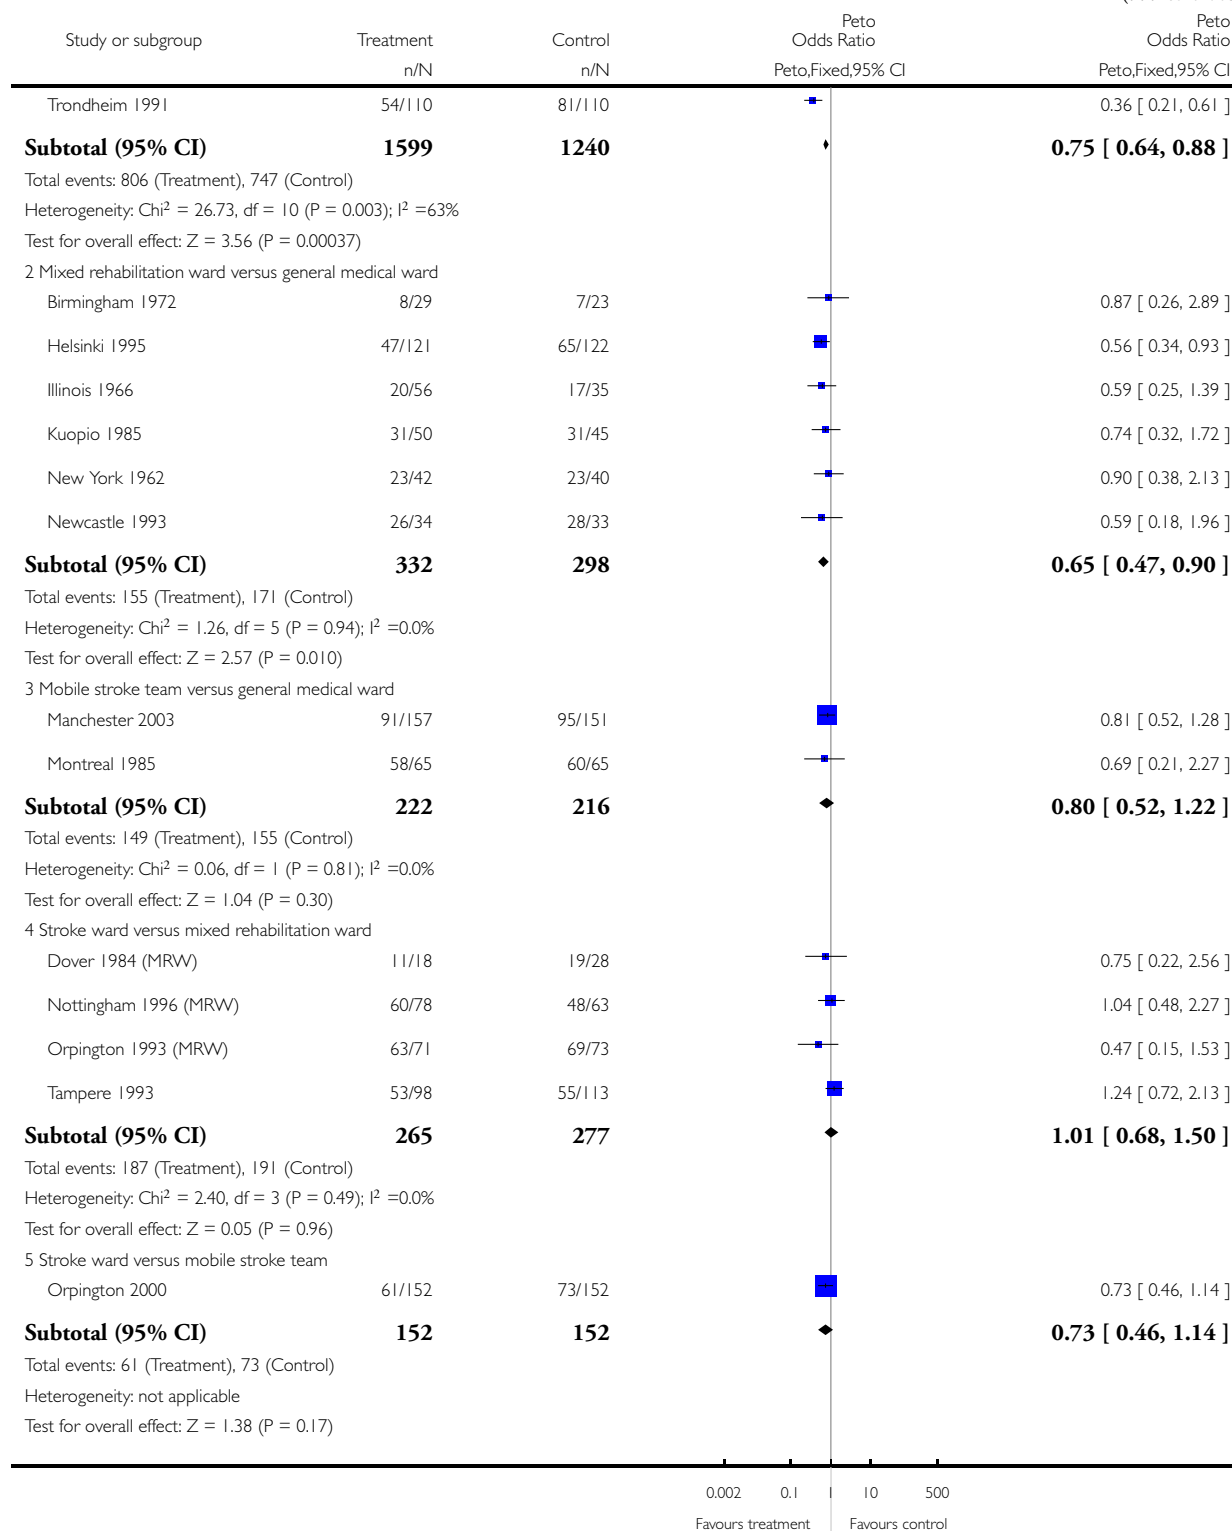 Peto Peto
Study or subgroup Treatment Control Odds Ratio Odds Ratio
n/N n/N Peto,Fixed,95% CI Peto,Fixed,95% CI
Trondheim 1991 54/110 81/110 0.36 [ 0.21, 0.61 ]
Subtotal (95% CI) 1599 1240 0.75 [ 0.64, 0.88 ]
Total events: 806 (Treatment), 747 (Control)
Heterogeneity: Chi² = 26.73, df = 10 (P = 0.003); I² =63%
Test for overall effect: Z = 3.56 (P = 0.00037)
2 Mixed rehabilitation ward versus general medical ward
Birmingham 1972 8/29 7/23 0.87 [ 0.26, 2.89 ]
Helsinki 1995 47/121 65/122 0.56 [ 0.34, 0.93 ]
Illinois 1966 20/56 17/35 0.59 [ 0.25, 1.39 ]
Kuopio 1985 31/50 31/45 0.74 [ 0.32, 1.72 ]
New York 1962 23/42 23/40 0.90 [ 0.38, 2.13 ]
Newcastle 1993 26/34 28/33 0.59 [ 0.18, 1.96 ]
Subtotal (95% CI) 332 298 0.65 [ 0.47, 0.90 ]
Total events: 155 (Treatment), 171 (Control)
Heterogeneity: Chi² = 1.26, df = 5 (P = 0.94); I² =0.0%
Test for overall effect: Z = 2.57 (P = 0.010)
3 Mobile stroke team versus general medical ward
Manchester 2003 91/157 95/151 0.81 [ 0.52, 1.28 ]
Montreal 1985 58/65 60/65 0.69 [ 0.21, 2.27 ]
Subtotal (95% CI) 222 216 0.80 [ 0.52, 1.22 ]
Total events: 149 (Treatment), 155 (Control)
Heterogeneity: Chi² = 0.06, df = 1 (P = 0.81); I² =0.0%
Test for overall effect: Z = 1.04 (P = 0.30)
4 Stroke ward versus mixed rehabilitation ward
Dover 1984 (MRW) 11/18 19/28 0.75 [ 0.22, 2.56 ]
Nottingham 1996 (MRW) 60/78 48/63 1.04 [ 0.48, 2.27 ]
Orpington 1993 (MRW) 63/71 69/73 0.47 [ 0.15, 1.53 ]
Tampere 1993 53/98 55/113 1.24 [ 0.72, 2.13 ]
Subtotal (95% CI) 265 277 1.01 [ 0.68, 1.50 ]
Total events: 187 (Treatment), 191 (Control)
Heterogeneity: Chi² = 2.40, df = 3 (P = 0.49); I² =0.0%
Test for overall effect: Z = 0.05 (P = 0.96)
5 Stroke ward versus mobile stroke team
Orpington 2000 61/152 73/152 0.73 [ 0.46, 1.14 ]
Subtotal (95% CI) 152 152 0.73 [ 0.46, 1.14 ]
Total events: 61 (Treatment), 73 (Control)
Heterogeneity: not applicable
Test for overall effect: Z = 1.38 (P = 0.17)
0.002 0.1 1 10 500
Favours treatment Favours control